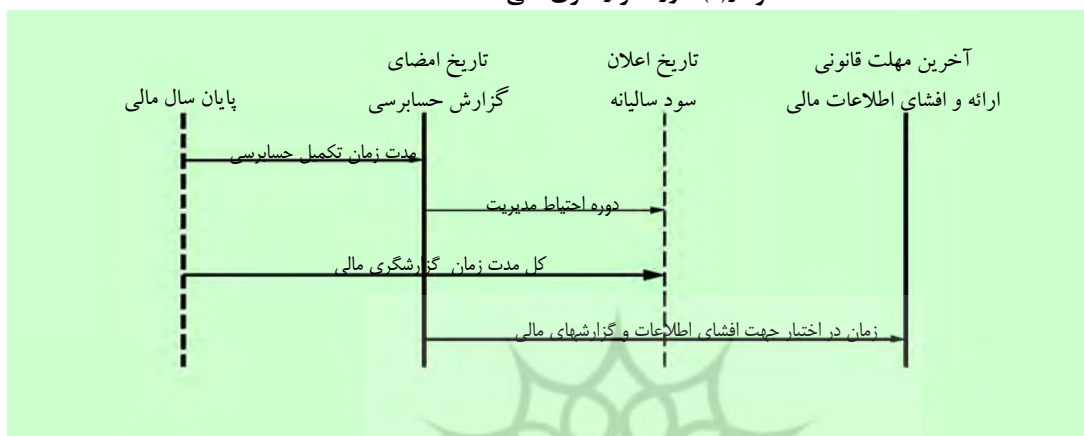 آخرین مهلت قانونی
ارائه و افشای اطلاعات مالی
تاریخ اعلان
سود سالیانه
تاریخ امضای
گزارش حسابرسی
پایان سال مالی
مدت زمان تکمیل حسابرسی
دوره احتیاط مدیریت
کل مدت زمان گزارشگری مالی
زمان در اختیار جهت افشای اطلاعات و گزارشهای مالی